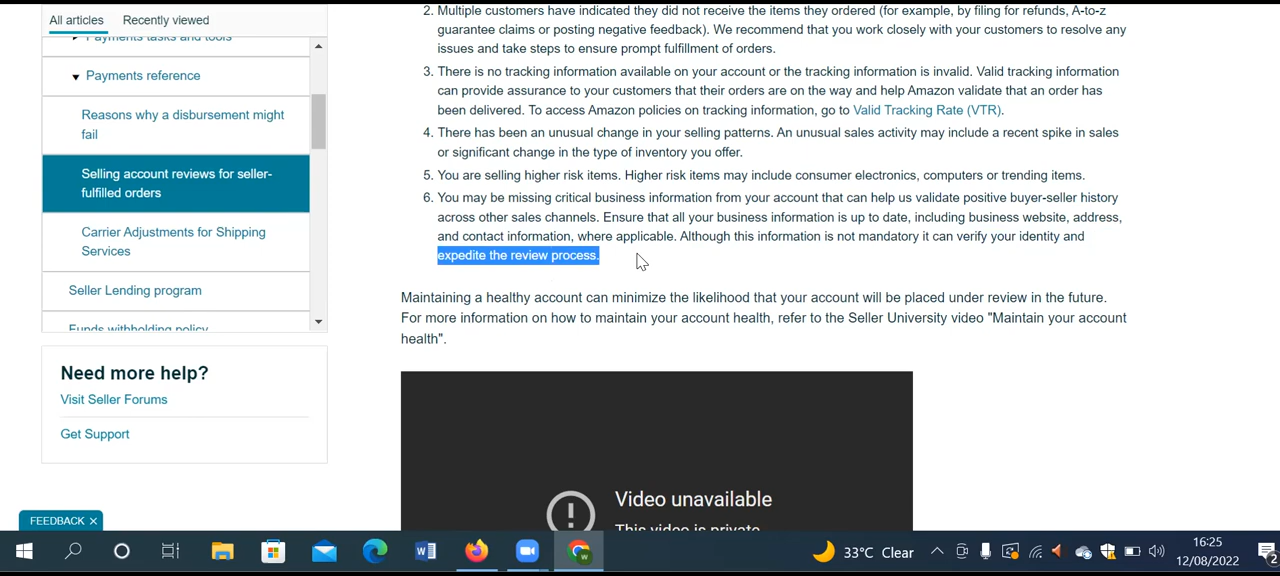 All articles
Recently viewed
Payments tasks and tools
Payments reference
Reasons why a disbursement might
fail
Selling account reviews for seller-
fulfilled orders
Carrier Adjustments for Shipping
Services
Seller Lending program
Funds withholding policy
Need more help?
Visit Seller Forums
Get Support
FEEDBACK ×
2. Multiple customers have indicated they did not receive the items they ordered (for example, by filing for refunds, A-to-z
guarantee claims or posting negative feedback). We recommend that you work closely with your customers to resolve any
issues and take steps to ensure prompt fulfillment of orders.
3. There is no tracking information available on your account or the tracking information is invalid. Valid tracking information
can provide assurance to your customers that their orders are on the way and help Amazon validate that an order has
been delivered. To access Amazon policies on tracking information, go to Valid Tracking Rate (VTR).
4. There has been an unusual change in your selling patterns. An unusual sales activity may include a recent spike in sales
or significant change in the type of inventory you offer.
5. You are selling higher risk items. Higher risk items may include consumer electronics, computers or trending items.
6. You may be missing critical business information from your account that can help us validate positive buyer-seller history
across other sales channels. Ensure that all your business information is up to date, including business website, address,
and contact information, where applicable. Although this information is not mandatory it can verify your identity and
expedite the review process.
Maintaining a healthy account can minimize the likelihood that your account will be placed under review in the future.
For more information on how to maintain your account health, refer to the Seller University video "Maintain your account
health".
Video unavailable
This video is private
33°C Clear
16:25
12/08/2022
2